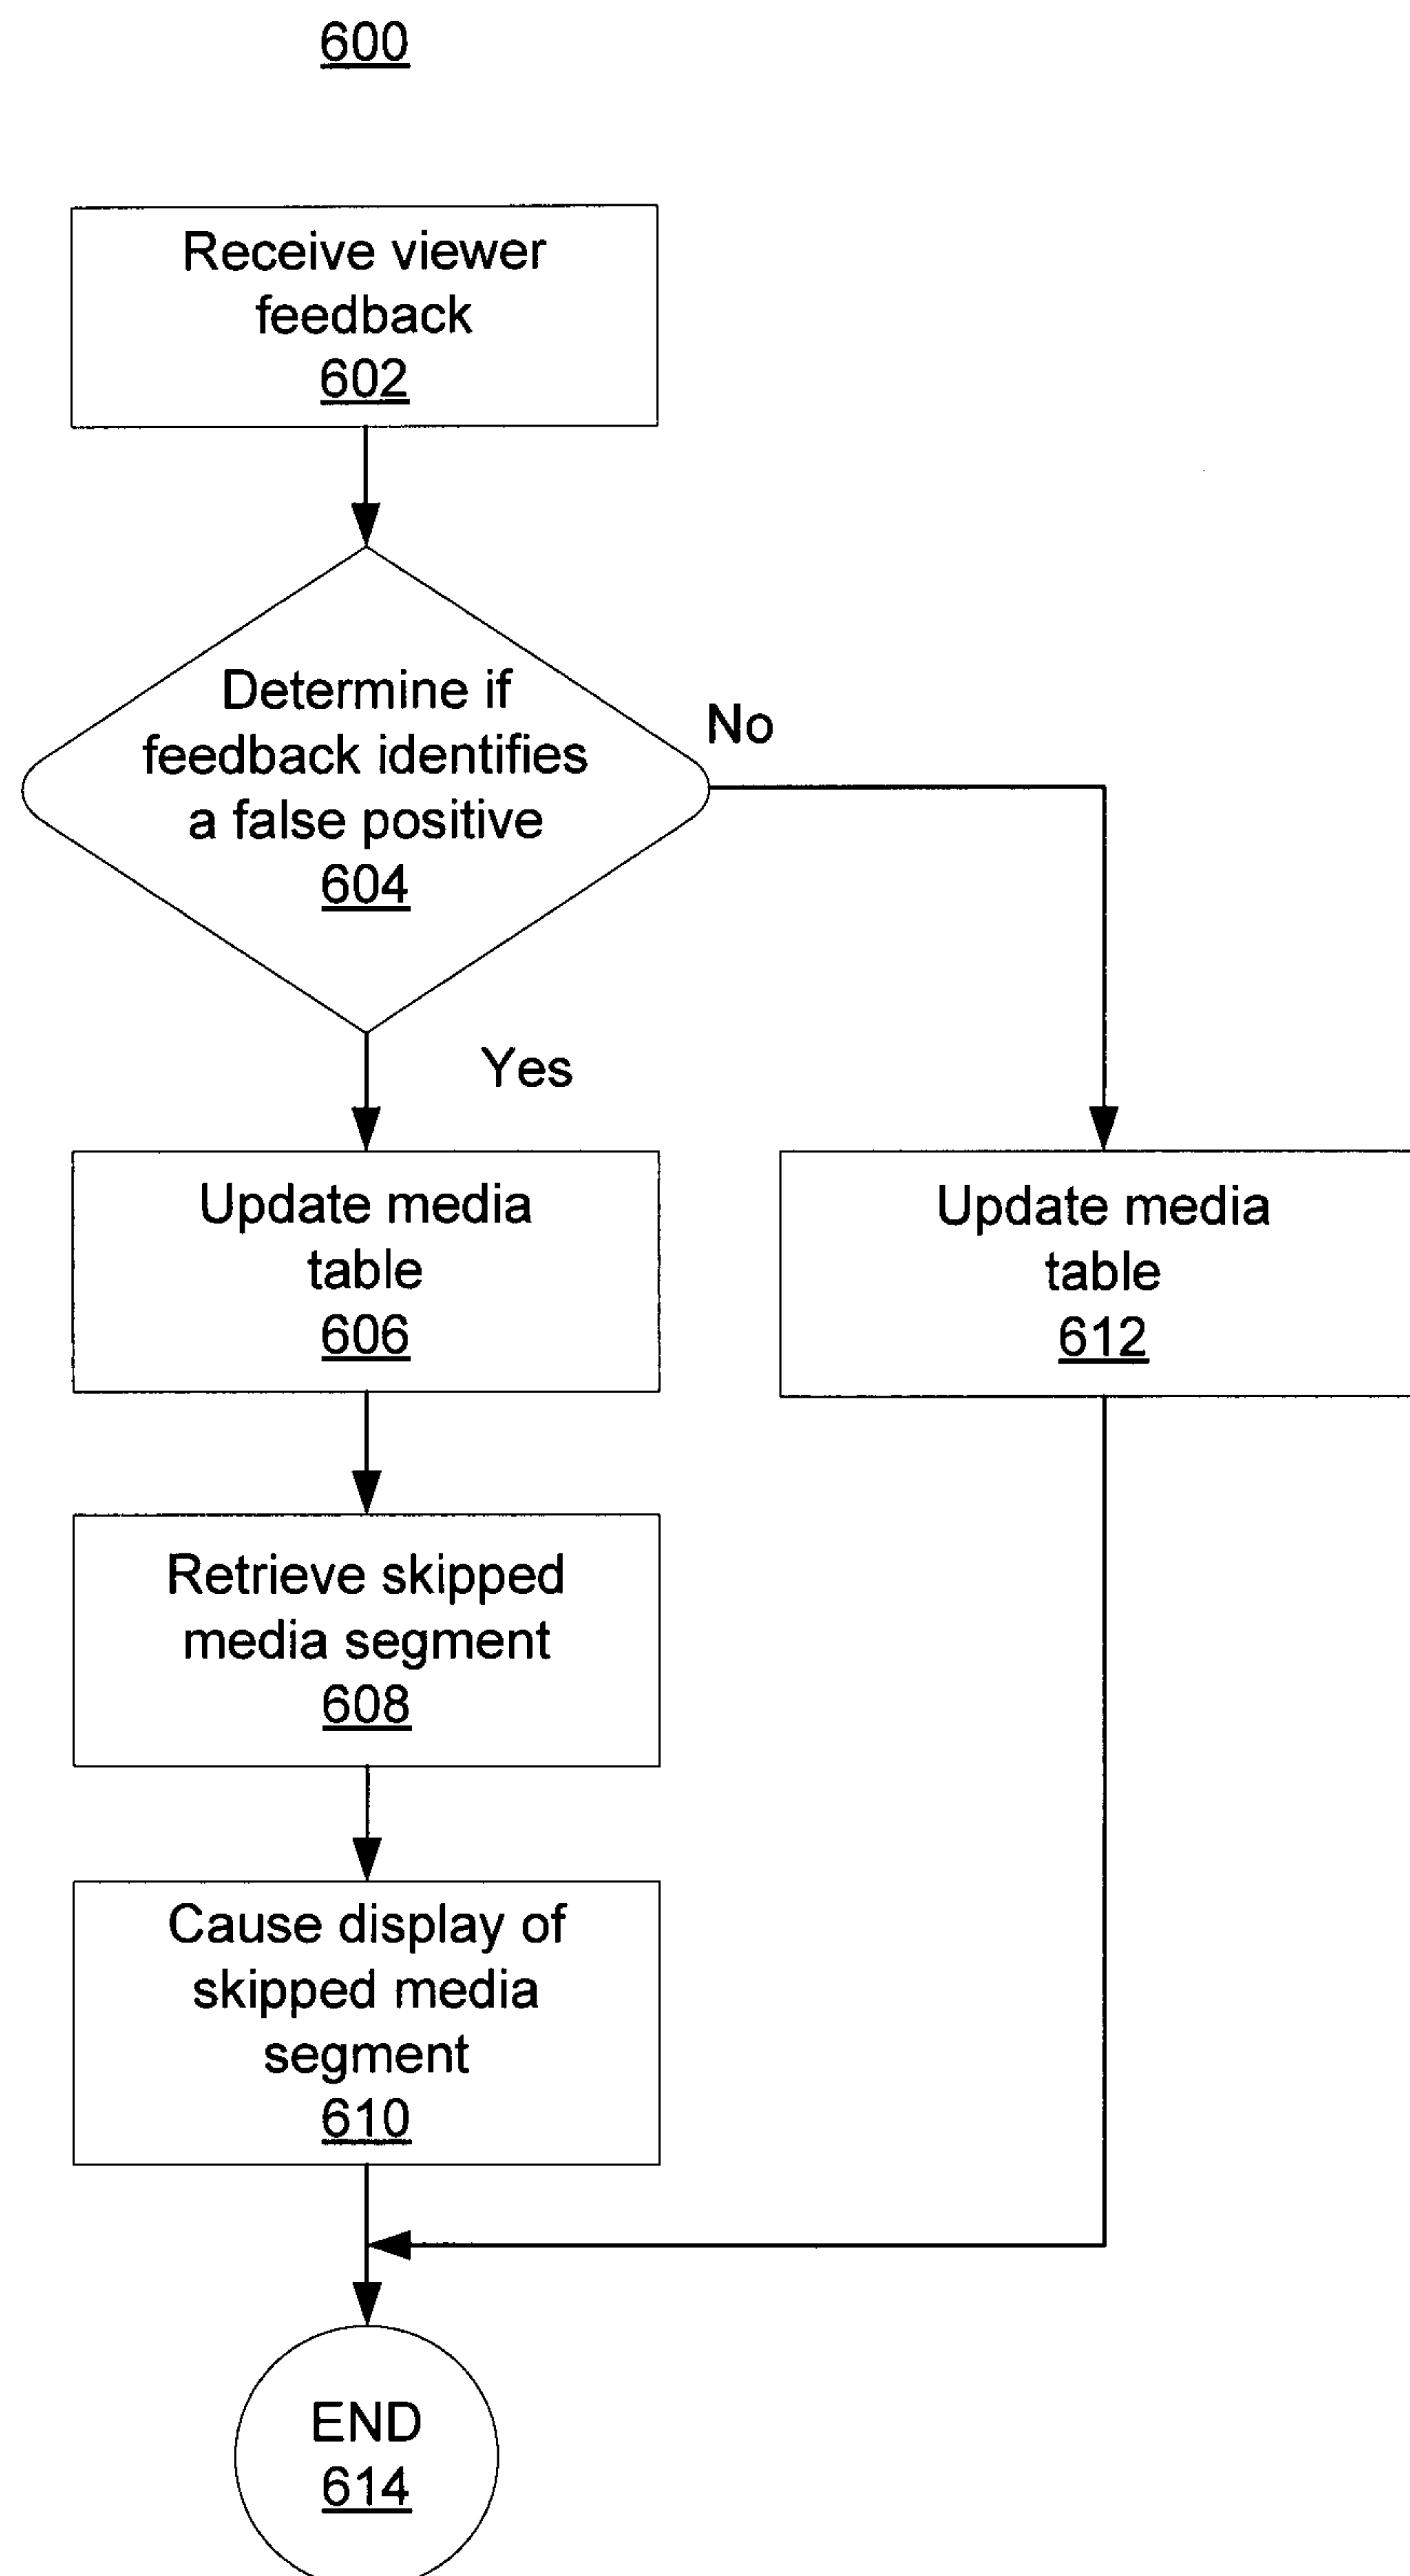 600
Receive viewer
feedback
602
Determine if
feedback identifies
a false positive
604
No
Yes
Update media
table
606
Update media
table
612
Retrieve skipped
media segment
608
Cause display of
skipped media
segment
610
END
614